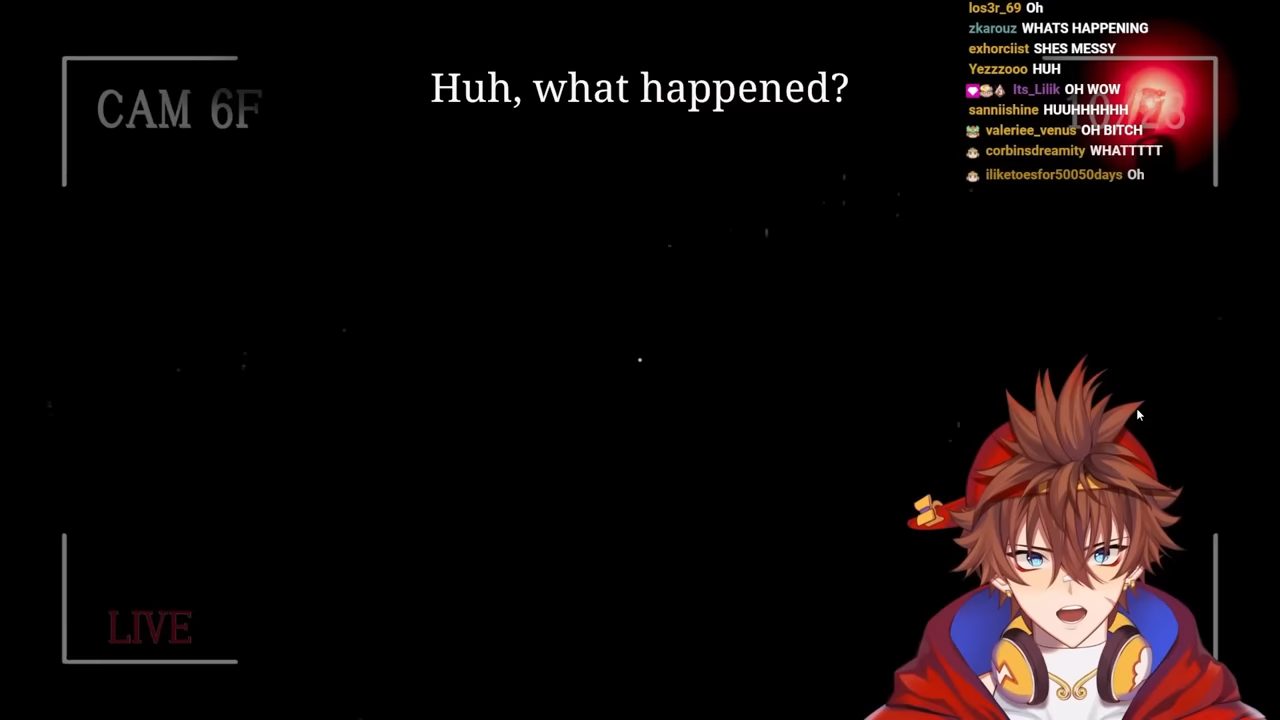 los3r_69 Oh
zkarouz WHATS HAPPENING
exhorciist SHES MESSY
Yezzzooo HUH
Its_Lilik OH WOW
sanniishine HUUHHHHHH
valeriee_venus OH BITCH
corbinsdreamity WHATTTTT
iliketoesfor50050days Oh
Huh, what happened?
CAM 6F
LIVE